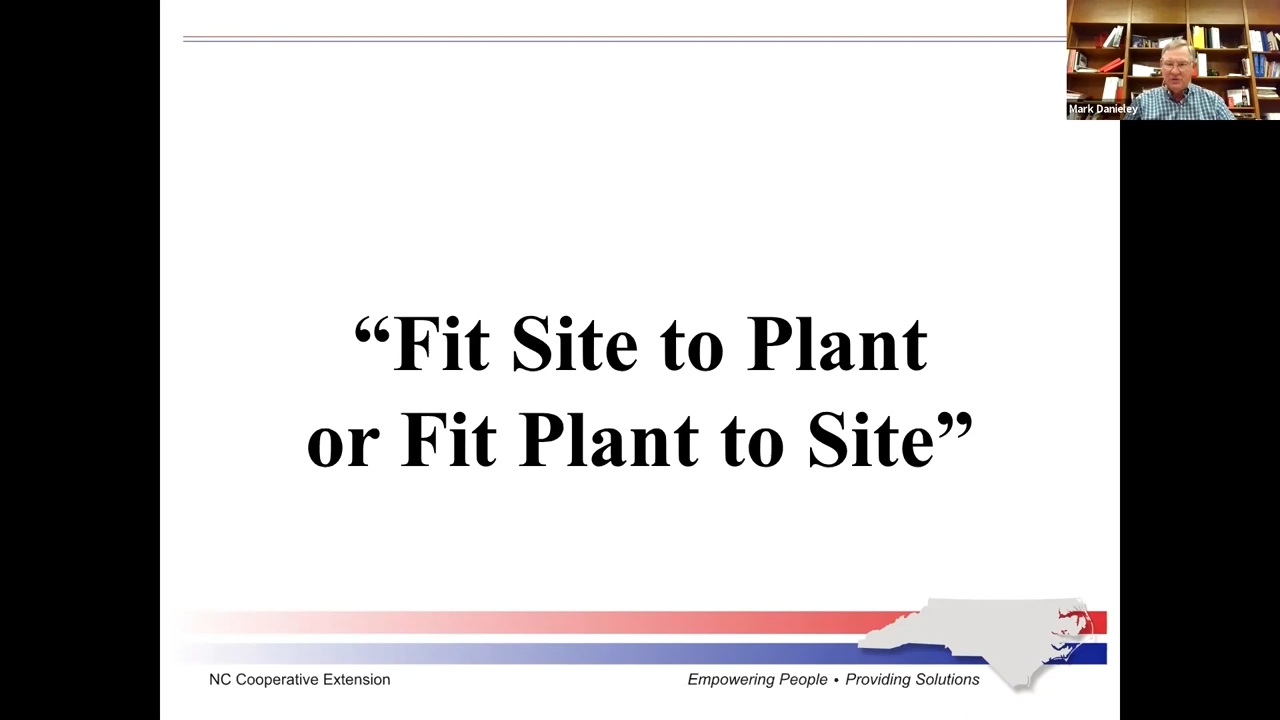 Mark Danieley
“Fit Site to Plant
or Fit Plant to Site”
NC Cooperative Extension
Empowering People • Providing Solutions